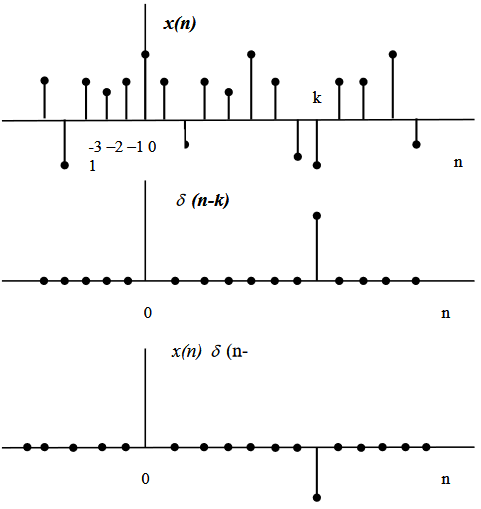 x(n)
k
-3 –2 –1 0
1
n
δ (n-k)
0
n
x(n) δ (n-
0
n